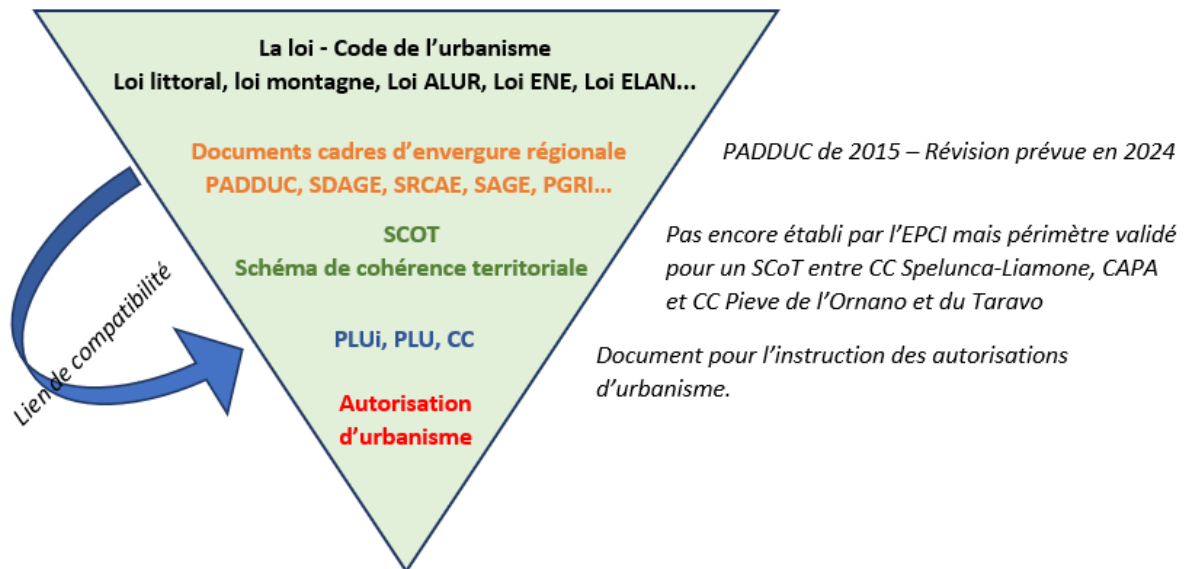 La loi - Code de l’urbanisme
Loi littoral, loi montagne, Loi ALUR, Loi ENE, Loi ELAN...
Documents cadres d’envergure régionale
PADDUC, SDAGE, SRCAE, SAGE, PGRI…
PADDUC de 2015 – Révision prévue en 2024
SCOT
Schéma de cohérence territoriale
Pas encore établi par l’EPCI mais périmètre validé
pour un SCoT entre CC Spelunca-Liamone, CAPA
et CC Pieve de l’Ornano et du Taravo
PLUi, PLU, CC
Document pour l’instruction des autorisations
d’urbanisme.
Autorisation
d’urbanisme
Lien de compatibilité